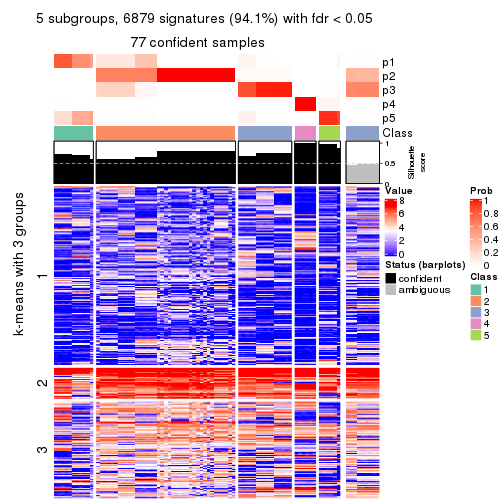 5 subgroups, 6879 signatures (94.1%) with fdr < 0.05
77 confident samples
p1
p2
p3
p4
p5
Class
1
0.5
0
Silhouette
score
k-means with 3 groups
1
2
3
Value
8
6
4
2
0
Status (barplots)
confident
ambiguous
Prob
1
0.8
0.6
0.4
0.2
0
Class
1
2
3
4
5